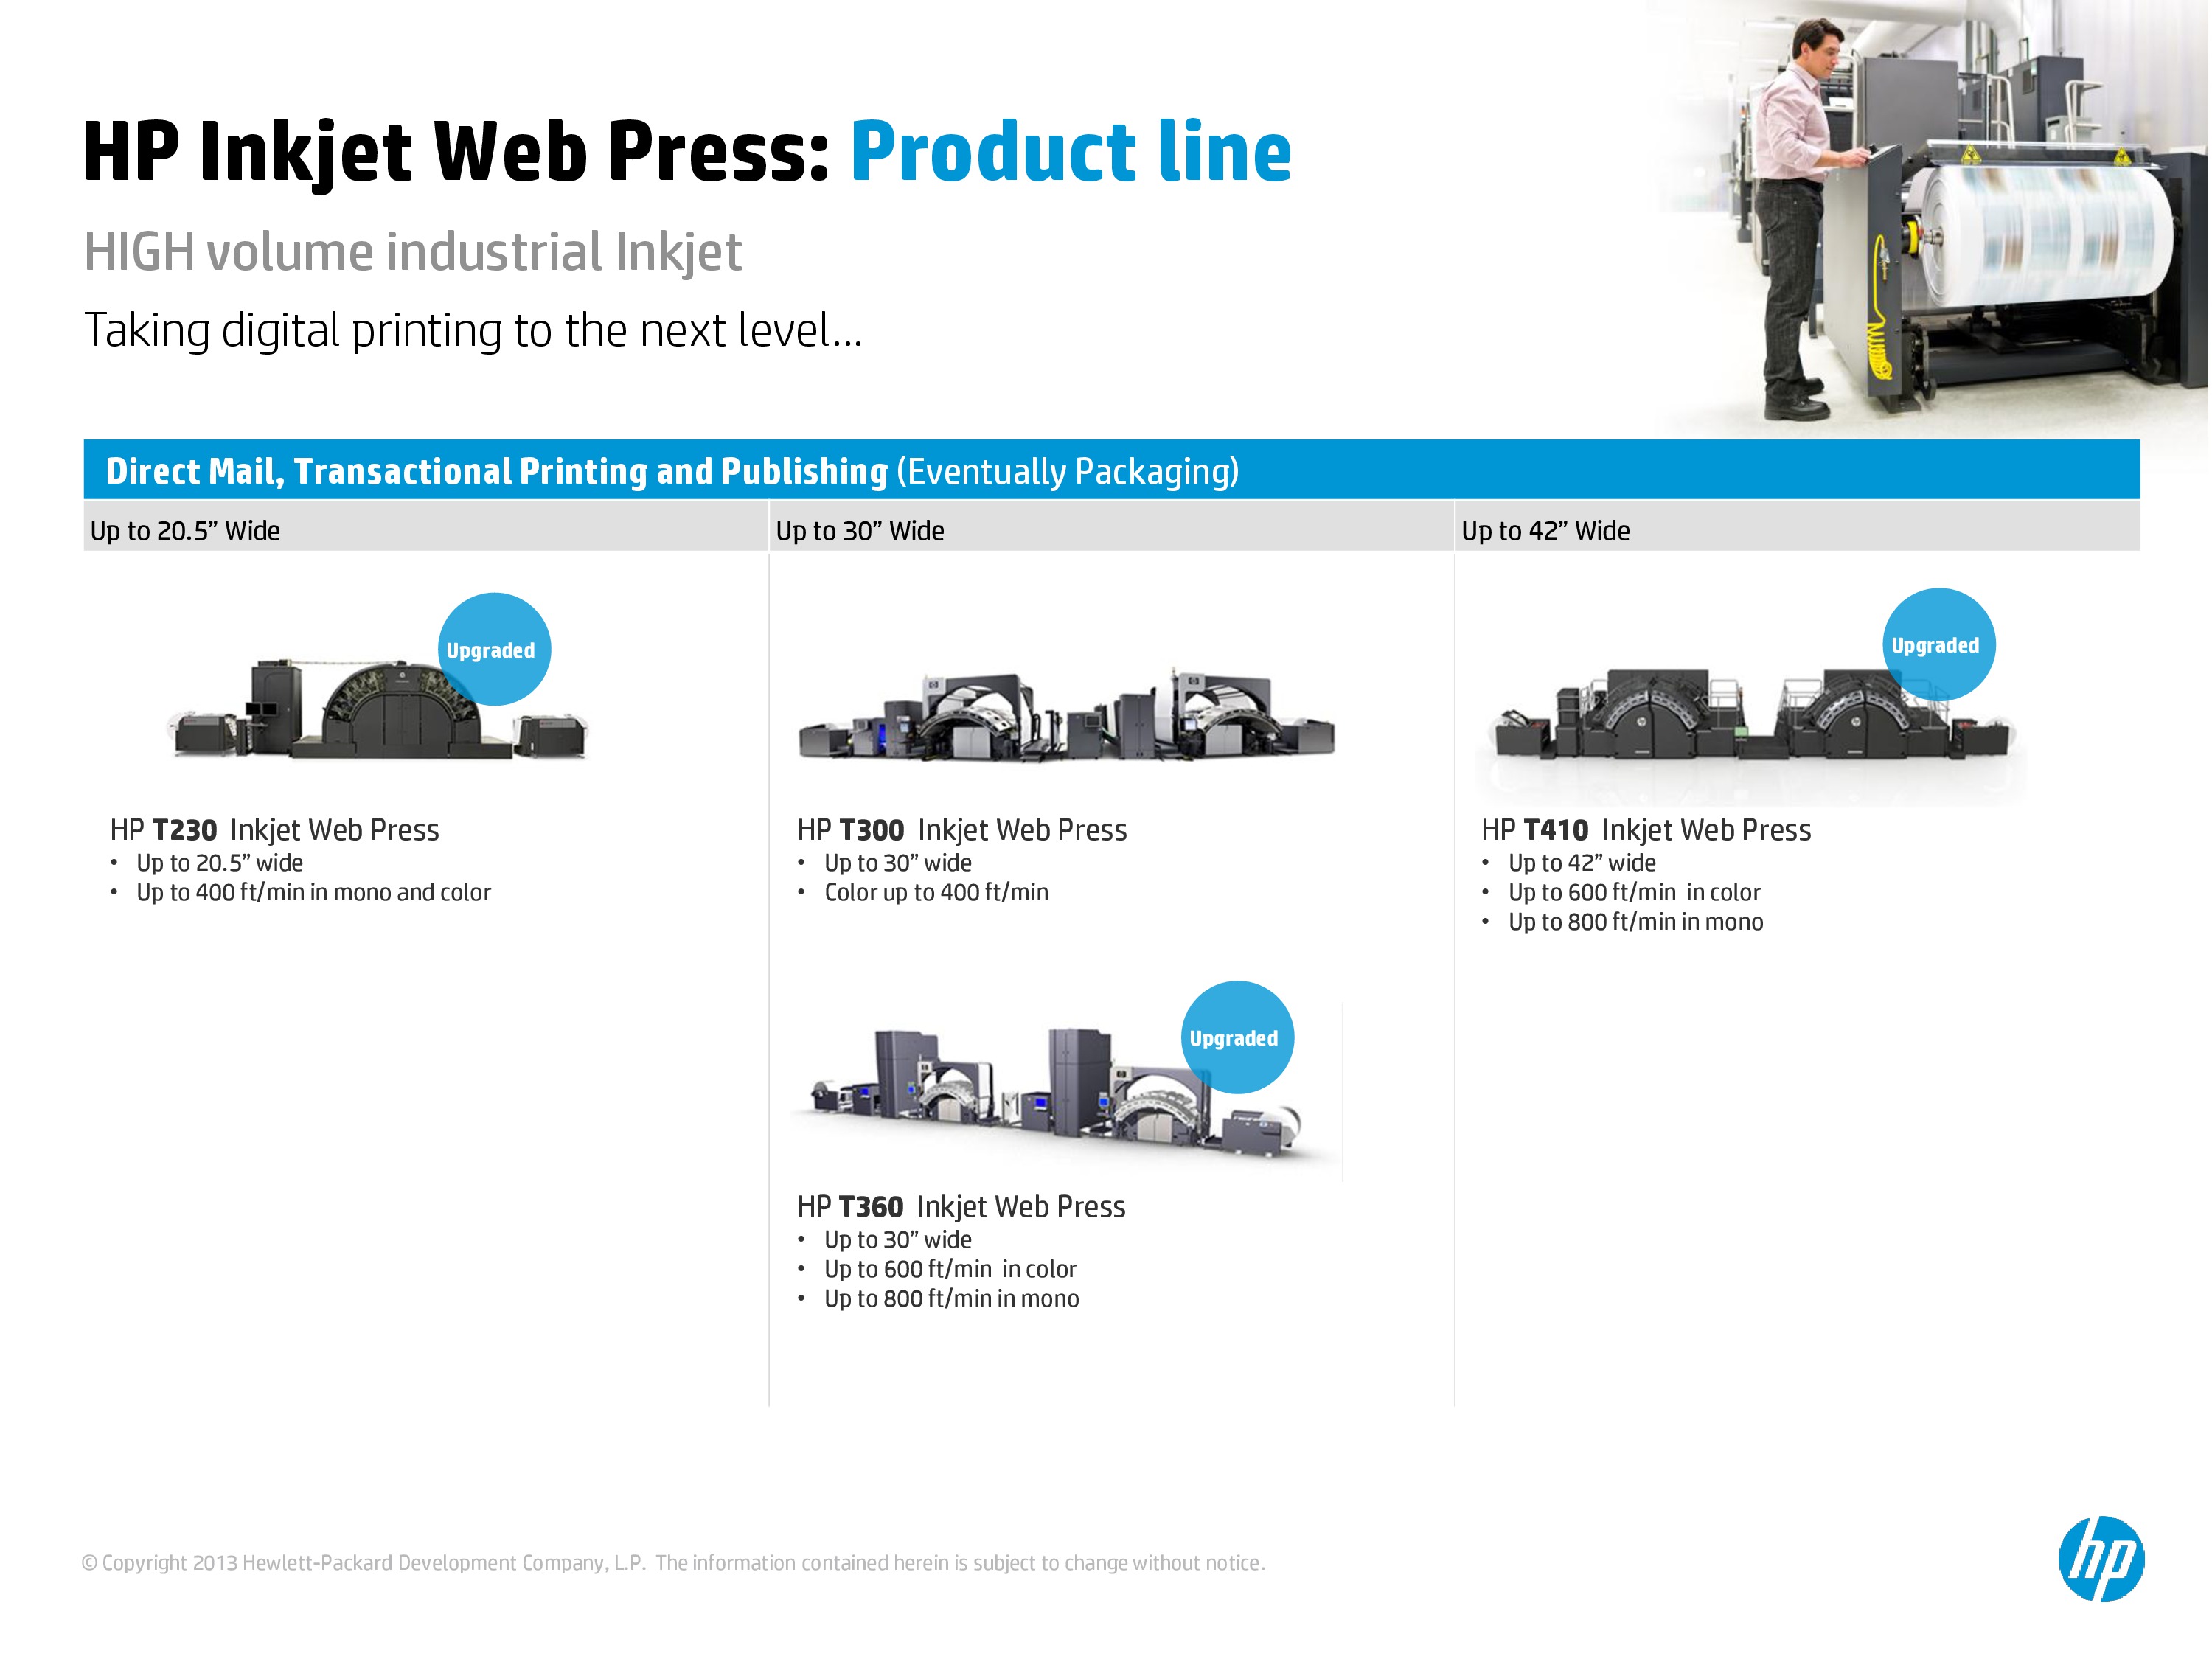 HP Inkjet Web Press: Product line
HIGH volume industrial Inkjet
Taking digital printing to the next level...
Direct Mail, Transactional Printing and Publishing (Eventually Packaging)
Up to 20.5” Wide
Up to 30” Wide
Up to 42” Wide
Upgraded
HP T230 Inkjet Web Press
• Up to 20.5” wide
• Up to 400 ft/min in mono and color
HP T300 Inkjet Web Press
• Up to 30” wide
• Color up to 400 ft/min
Upgraded
HP T360 Inkjet Web Press
• Up to 30” wide
• Up to 600 ft/min in color
• Up to 800 ft/min in mono
Upgraded
HP T410 Inkjet Web Press
• Up to 42” wide
• Up to 600 ft/min in color
• Up to 800 ft/min in mono
© Copyright 2013 Hewlett-Packard Development Company, L.P. The information contained herein is subject to change without notice.
hp